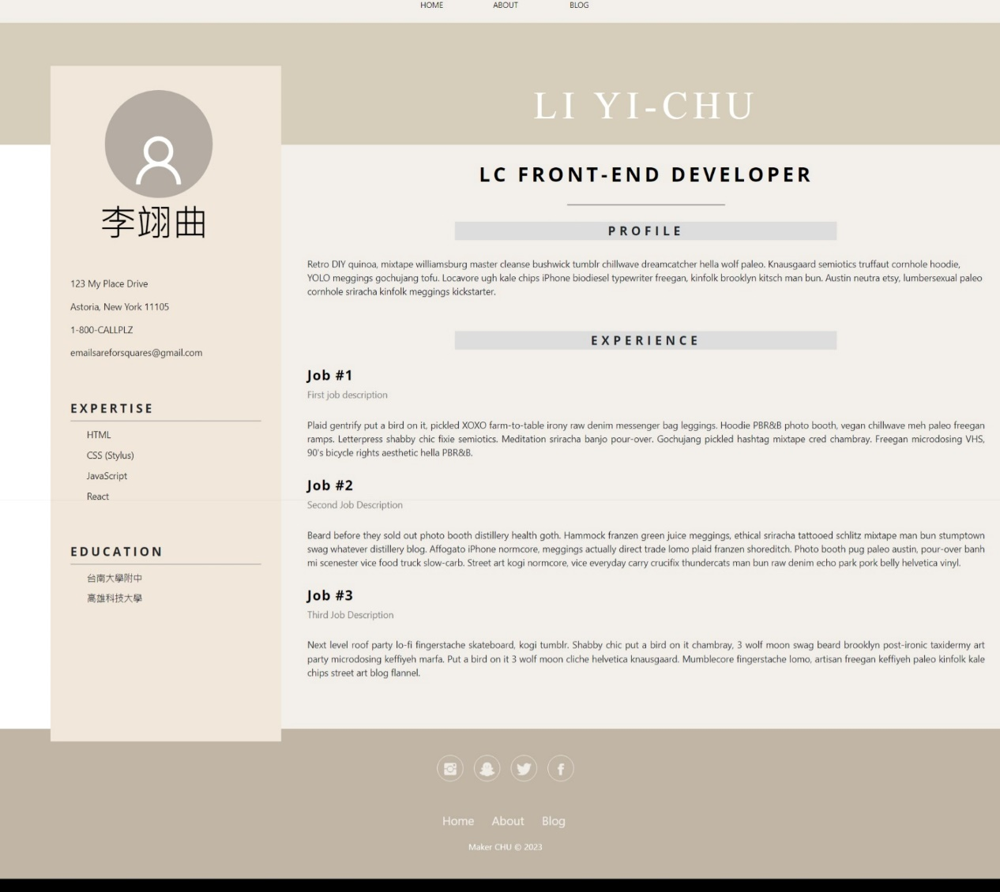 HOME ABOUT BLOG
LI YI-CHU
李翊曲
LC FRONT-END DEVELOPER
PROFILE
Retro DIY quinoa, mixtape williamsburg master cleanse bushwick tumblr chillwave dreamcatcher hella wolf paleo. Knausgaard semiotics truffaut cornhole hoodie,
YOLO meggings gochujang tofu. Locavore ugh kale chips iPhone biodiesel typewriter freegan, kinfolk brooklyn kitsch man bun. Austin neutra etsy, lumbersexual paleo
cornhole sriracha kinfolk meggings kickstarter.
123 My Place Drive
Astoria, New York 11105
1-800-CALLPLZ
emailsareforsquares@gmail.com
EXPERTISE
HTML
CSS (Stylus)
JavaScript
React
EDUCATION
台南大學附中
高雄科技大學
EXPERIENCE
Job #1
First job description
Plaid gentrify put a bird on it, pickled XOXO farm-to-table irony raw denim messenger bag leggings. Hoodie PBR&B photo booth, vegan chillwave meh paleo freegan
ramps. Letterpress shabby chic fixie semiotics. Meditation sriracha banjo pour-over. Gochujang pickled hashtag mixtape cred chambray. Freegan microdosing VHS,
90's bicycle rights aesthetic hella PBR&B.
Job #2
Second Job Description
Beard before they sold out photo booth distillery health goth. Hammock franzen green juice meggings, ethical sriracha tattooed schlitz mixtape man bun stumptown
swag whatever distillery blog. Affogato iPhone normcore, meggings actually direct trade lomo plaid franzen shoreditch. Photo booth pug paleo austin, pour-over banh
mi scenester vice food truck slow-carb. Street art kogi normcore, vice everyday carry crucifix thundercats man bun raw denim echo park pork belly helvetica vinyl.
Job #3
Third Job Description
Next level roof party lo-fi fingerstache skateboard, kogi tumblr. Shabby chic put a bird on it chambray, 3 wolf moon swag beard brooklyn post-ironic taxidermy art
party microdosing keffiyeh marfa. Put a bird on it 3 wolf moon cliche helvetica knausgaard. Mumblecore fingerstache lomo, artisan freegan keffiyeh paleo kinfolk kale
chips street art blog flannel.
Home About Blog
Maker CHU © 2023